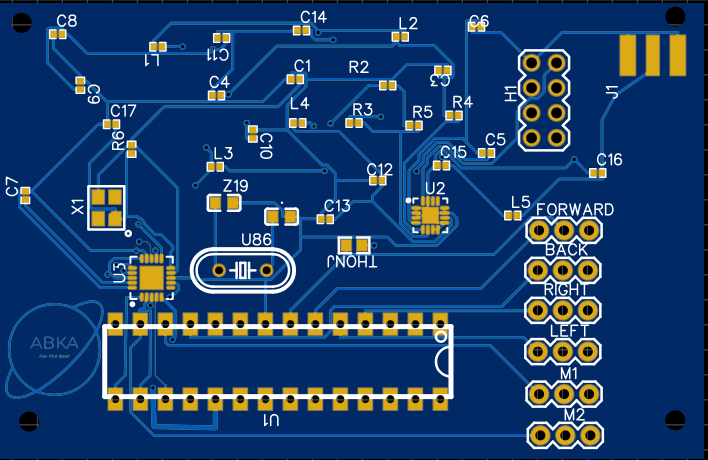 C8
C14
C6
L2
L1
C11
C3
C1
R2
C4
C9
H1
J1
C17
L4
R3
R5
R4
R6
C10
C5
C15
L3
C12
C16
C7
X1
Z19
U2
C13
L5
FORWARD
U86
THONJ
BACK
U3
RIGHT
ABKA
For The Best
LEFT
M1
U1
M2